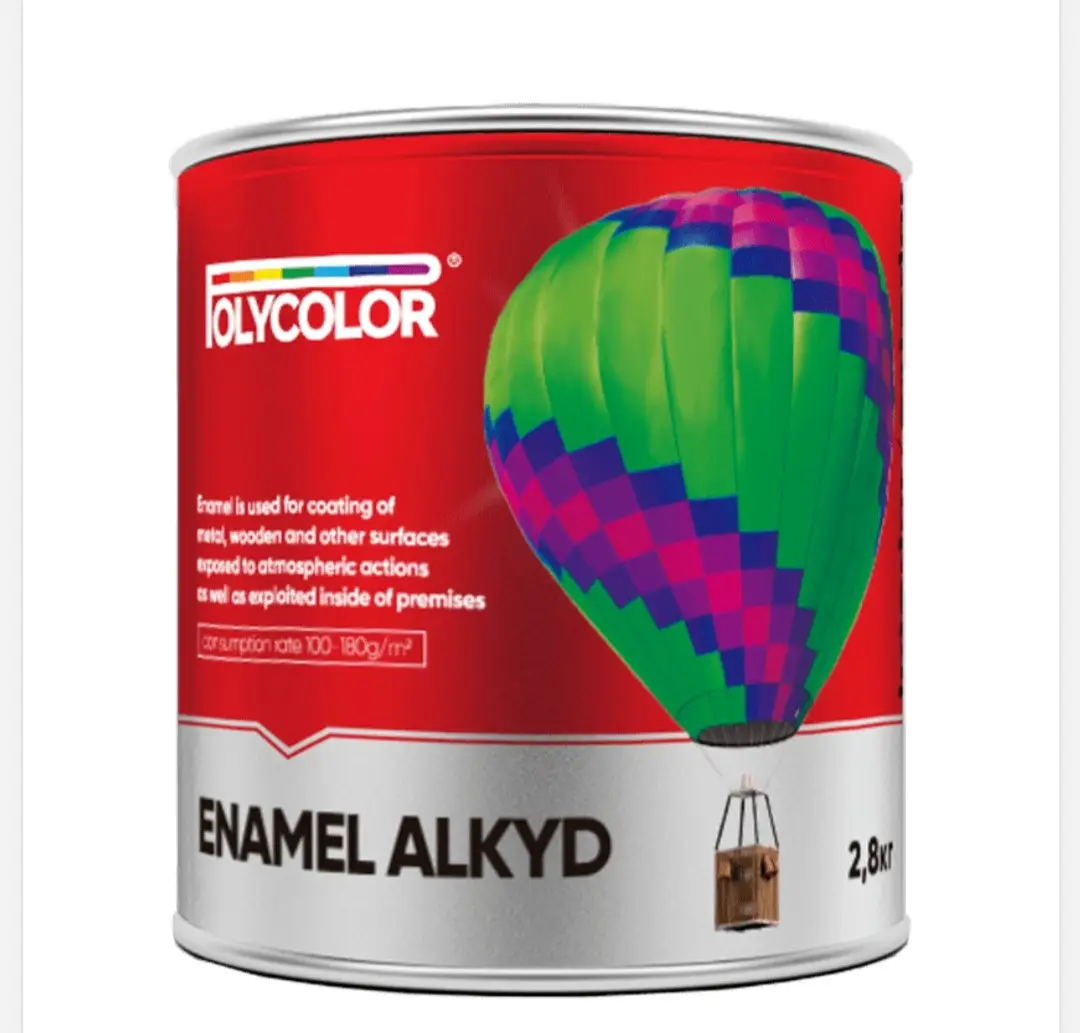 POLYCOLOR®
Enamel is used for coating of
metal, wooden and other surfaces
exposed to atmospheric actions
as well as exploited inside of premises
consumption rate 100-180g/m²
ENAMEL ALKYD
2,8кг